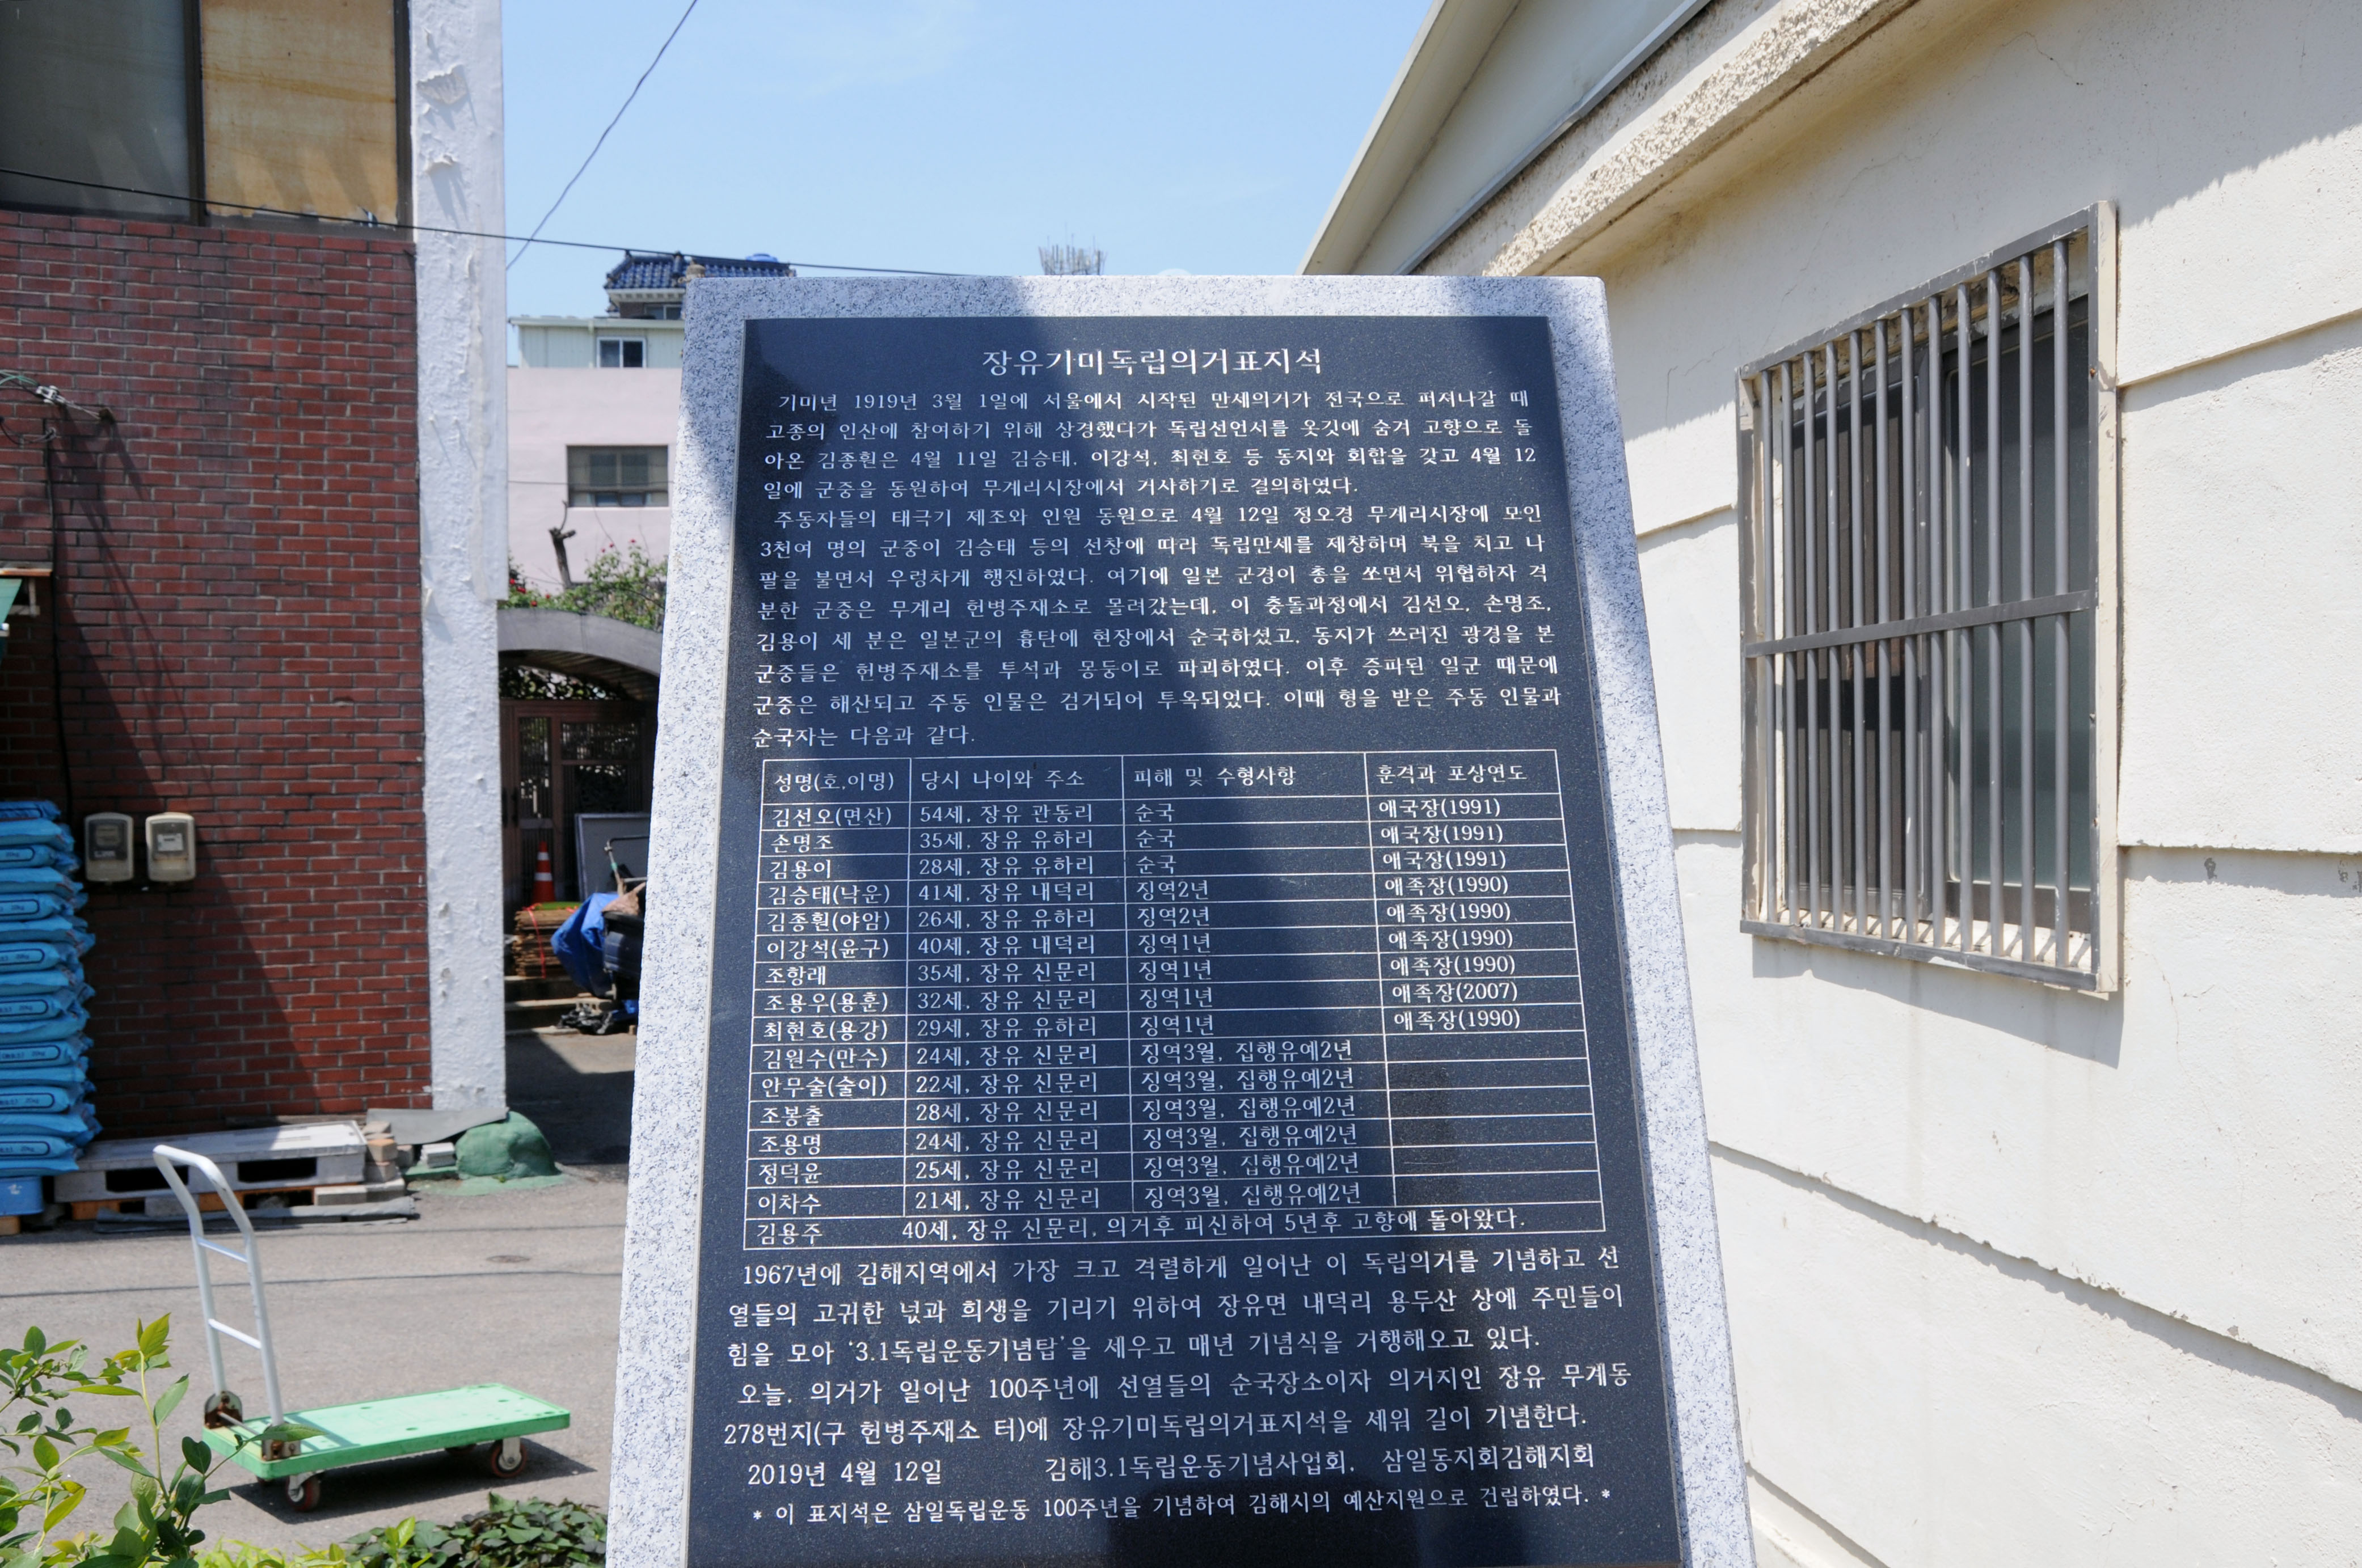 장유기미독립의거표지석
기미년 1919년 3월 1일에 서울에서 시작된 만세의거가 전국으로 퍼져나갈 때
고종의 인산에 참여하기 위해 상경했다가 독립선언서를 옷깃에 숨겨 고향으로 돌
아온 김종훤은 4월 11일 김승태, 이강석, 최현호 등 동지와 회합을 갖고 4월 12
일에 군중을 동원하여 무계리시장에서 거사하기로 결의하였다.
주동자들의 태극기 제조와 인원 동원으로 4월 12일 정오경 무계리시장에 모인
3천여 명의 군중이 김승태 등의 선창에 따라 독립만세를 제창하며 북을 치고 나
팔을 불면서 우렁차게 행진하였다. 여기에 일본 군경이 총을 쏘면서 위협하자 격
분한 군중은 무계리 헌병주재소로 몰려갔는데, 이 충돌과정에서 김선오, 손명조,
김용이 세 분은 일본군의 흉탄에 현장에서 순국하셨고, 동지가 쓰러진 광경을 본
군중들은 헌병주재소를 투석과 몽둥이로 파괴하였다. 이후 증파된 일군 때문에
군중은 해산되고 주동 인물은 검거되어 투옥되었다. 이때 형을 받은 주동 인물과
순국자는 다음과 같다.
성명(호,이명) 당시 나이와 주소 피해 및 수형사항 훈격과 포상연도
김선오(면산) 54세, 장유 관동리 순국 애국장(1991)
손명조 35세, 장유 유하리 순국 애국장(1991)
김용이 28세, 장유 유하리 순국 애국장(1991)
김승태(낙운) 41세, 장유 내덕리 징역2년 애족장(1990)
김종훤(야암) 26세, 장유 유하리 징역2년 애족장(1990)
이강석(윤구) 40세, 장유 내덕리 징역1년 애족장(1990)
조항래 35세, 장유 신문리 징역1년 애족장(1990)
조용우(용훈) 32세, 장유 신문리 징역1년 애족장(2007)
최현호(용강) 29세, 장유 유하리 징역1년 애족장(1990)
김원수(만수) 24세, 장유 신문리 징역3월, 집행유예2년
안무술(술이) 22세, 장유 신문리 징역3월, 집행유예2년
조봉출 28세, 장유 신문리 징역3월, 집행유예2년
조용명 24세, 장유 신문리 징역3월, 집행유예2년
정덕윤 25세, 장유 신문리 징역3월, 집행유예2년
이차수 21세, 장유 신문리 징역3월, 집행유예2년
김용주 40세, 장유 신문리, 의거후 피신하여 5년후 고향에 돌아왔다.
1967년에 김해지역에서 가장 크고 격렬하게 일어난 이 독립의거를 기념하고 선
열들의 고귀한 넋과 희생을 기리기 위하여 장유면 내덕리 용두산 상에 주민들이
힘을 모아 '3.1독립운동기념탑'을 세우고 매년 기념식을 거행해오고 있다.
오늘, 의거가 일어난 100주년에 선열들의 순국장소이자 의거지인 장유 무계동
278번지(구 헌병주재소 터)에 장유기미독립의거표지석을 세워 길이 기념한다.
2019년 4월 12일 김해3.1독립운동기념사업회, 삼일동지회김해지회
* 이 표지석은 삼일독립운동 100주년을 기념하여 김해시의 예산지원으로 건립하였다. *